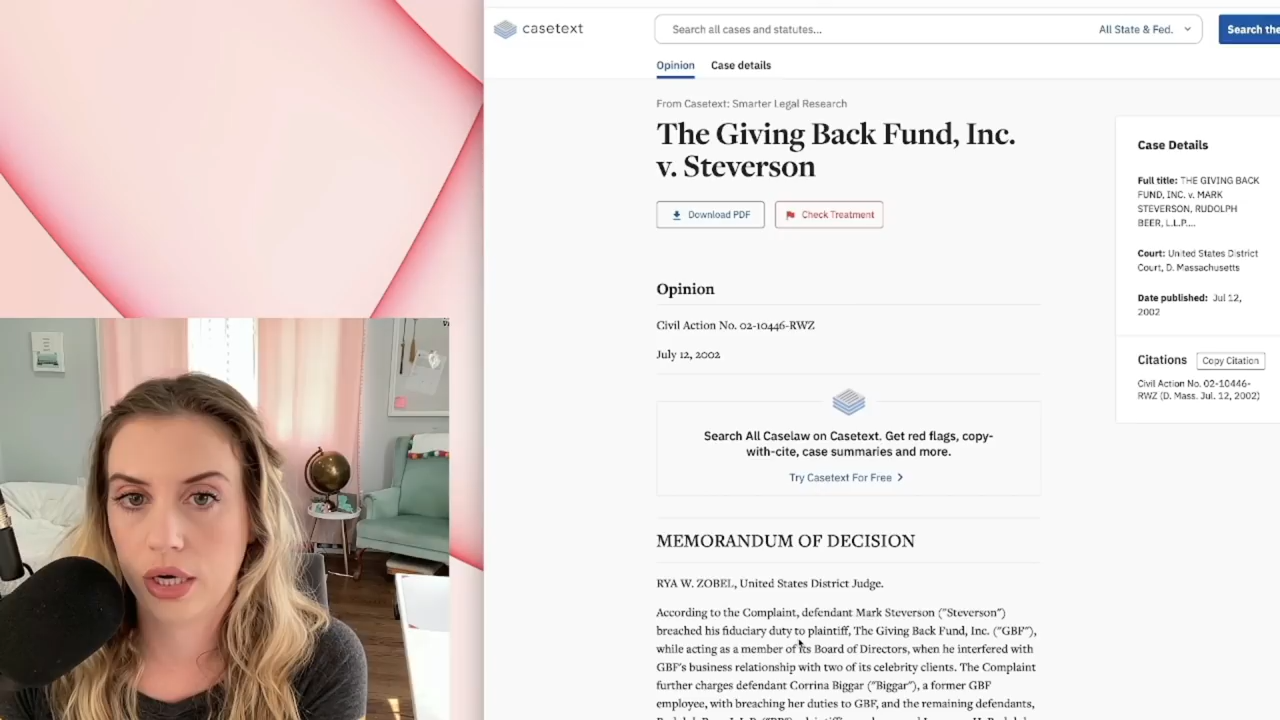 casetext
Search all cases and statutes...
All State & Fed.
Search the
Opinion
Case details
From Casetext: Smarter Legal Research
The Giving Back Fund, Inc.
v. Steverson
Download PDF
Check Treatment
Opinion
Civil Action No. 02-10446-RWZ
July 12, 2002
Search All Caselaw on Casetext. Get red flags, copy-
with-cite, case summaries and more.
Try Casetext For Free
MEMORANDUM OF DECISION
RYA W. ZOBEL, United States District Judge.
According to the Complaint, defendant Mark Steverson ("Steverson")
breached his fiduciary duty to plaintiff, The Giving Back Fund, Inc. ("GBF"),
while acting as a member of its Board of Directors, when he interfered with
GBF's business relationship with two of its celebrity clients. The Complaint
further charges defendant Corrina Biggar ("Biggar"), a former GBF
employee, with breaching her duties to GBF, and the remaining defendants,
Case Details
Full title: THE GIVING BACK
FUND, INC. v. MARK
STEVERSON, RUDOLPH
BEER, L.L.P....
Court: United States District
Court, D. Massachusetts
Date published: Jul 12,
2002
Citations
Copy Citation
Civil Action No. 02-10446-
RWZ (D. Mass. Jul. 12, 2002)